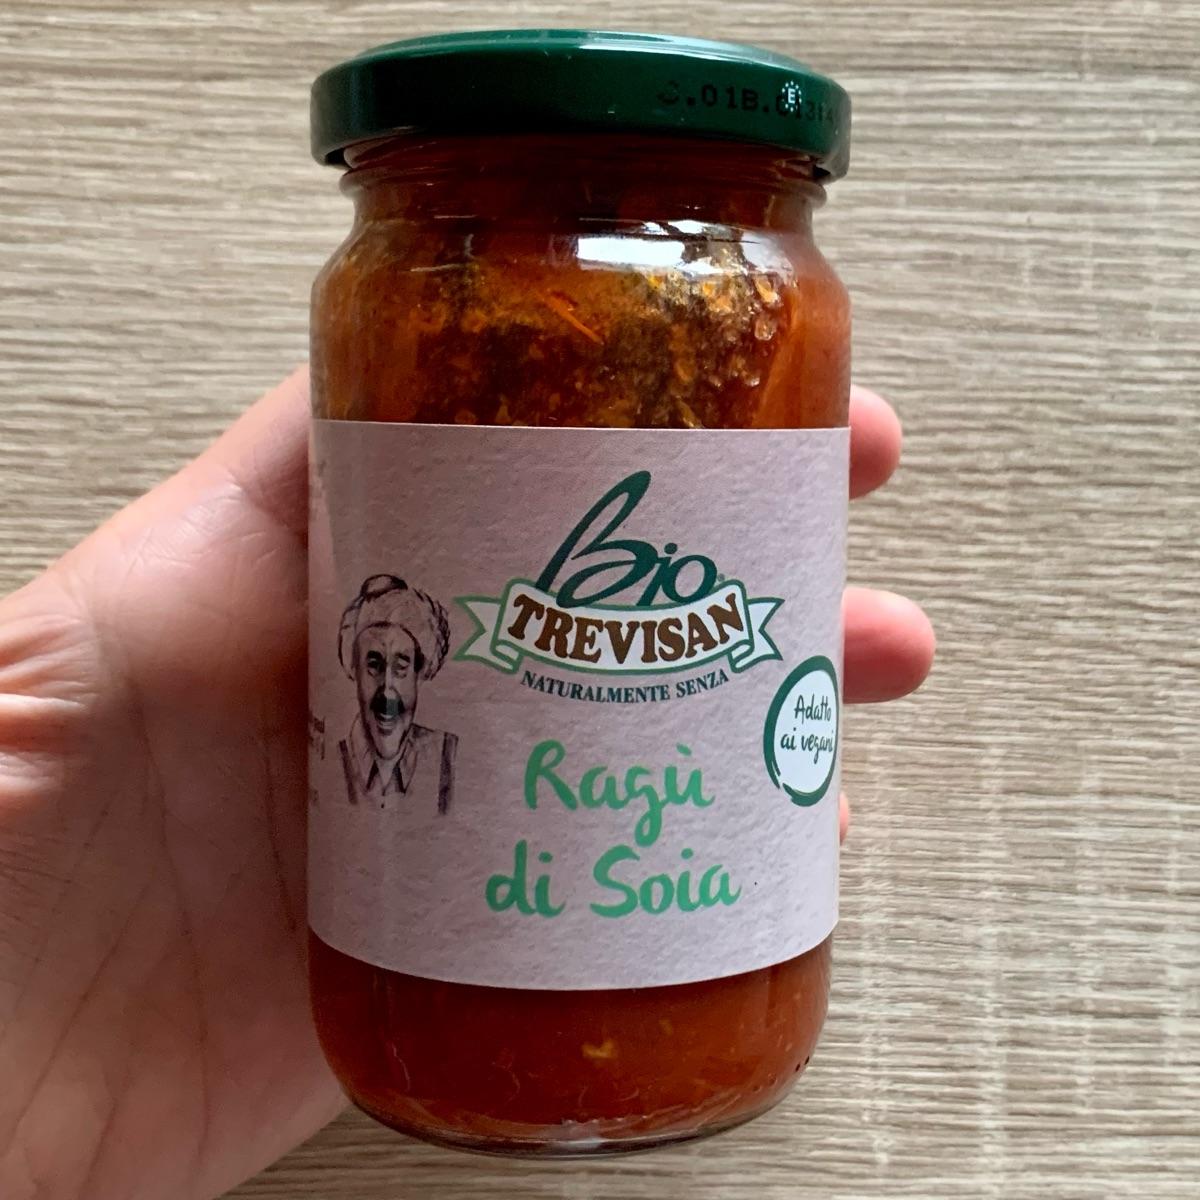 Bio
TREVISAN
NATURALMENTE SENZA
Adatto
ai vegani
Ragù
di Soia